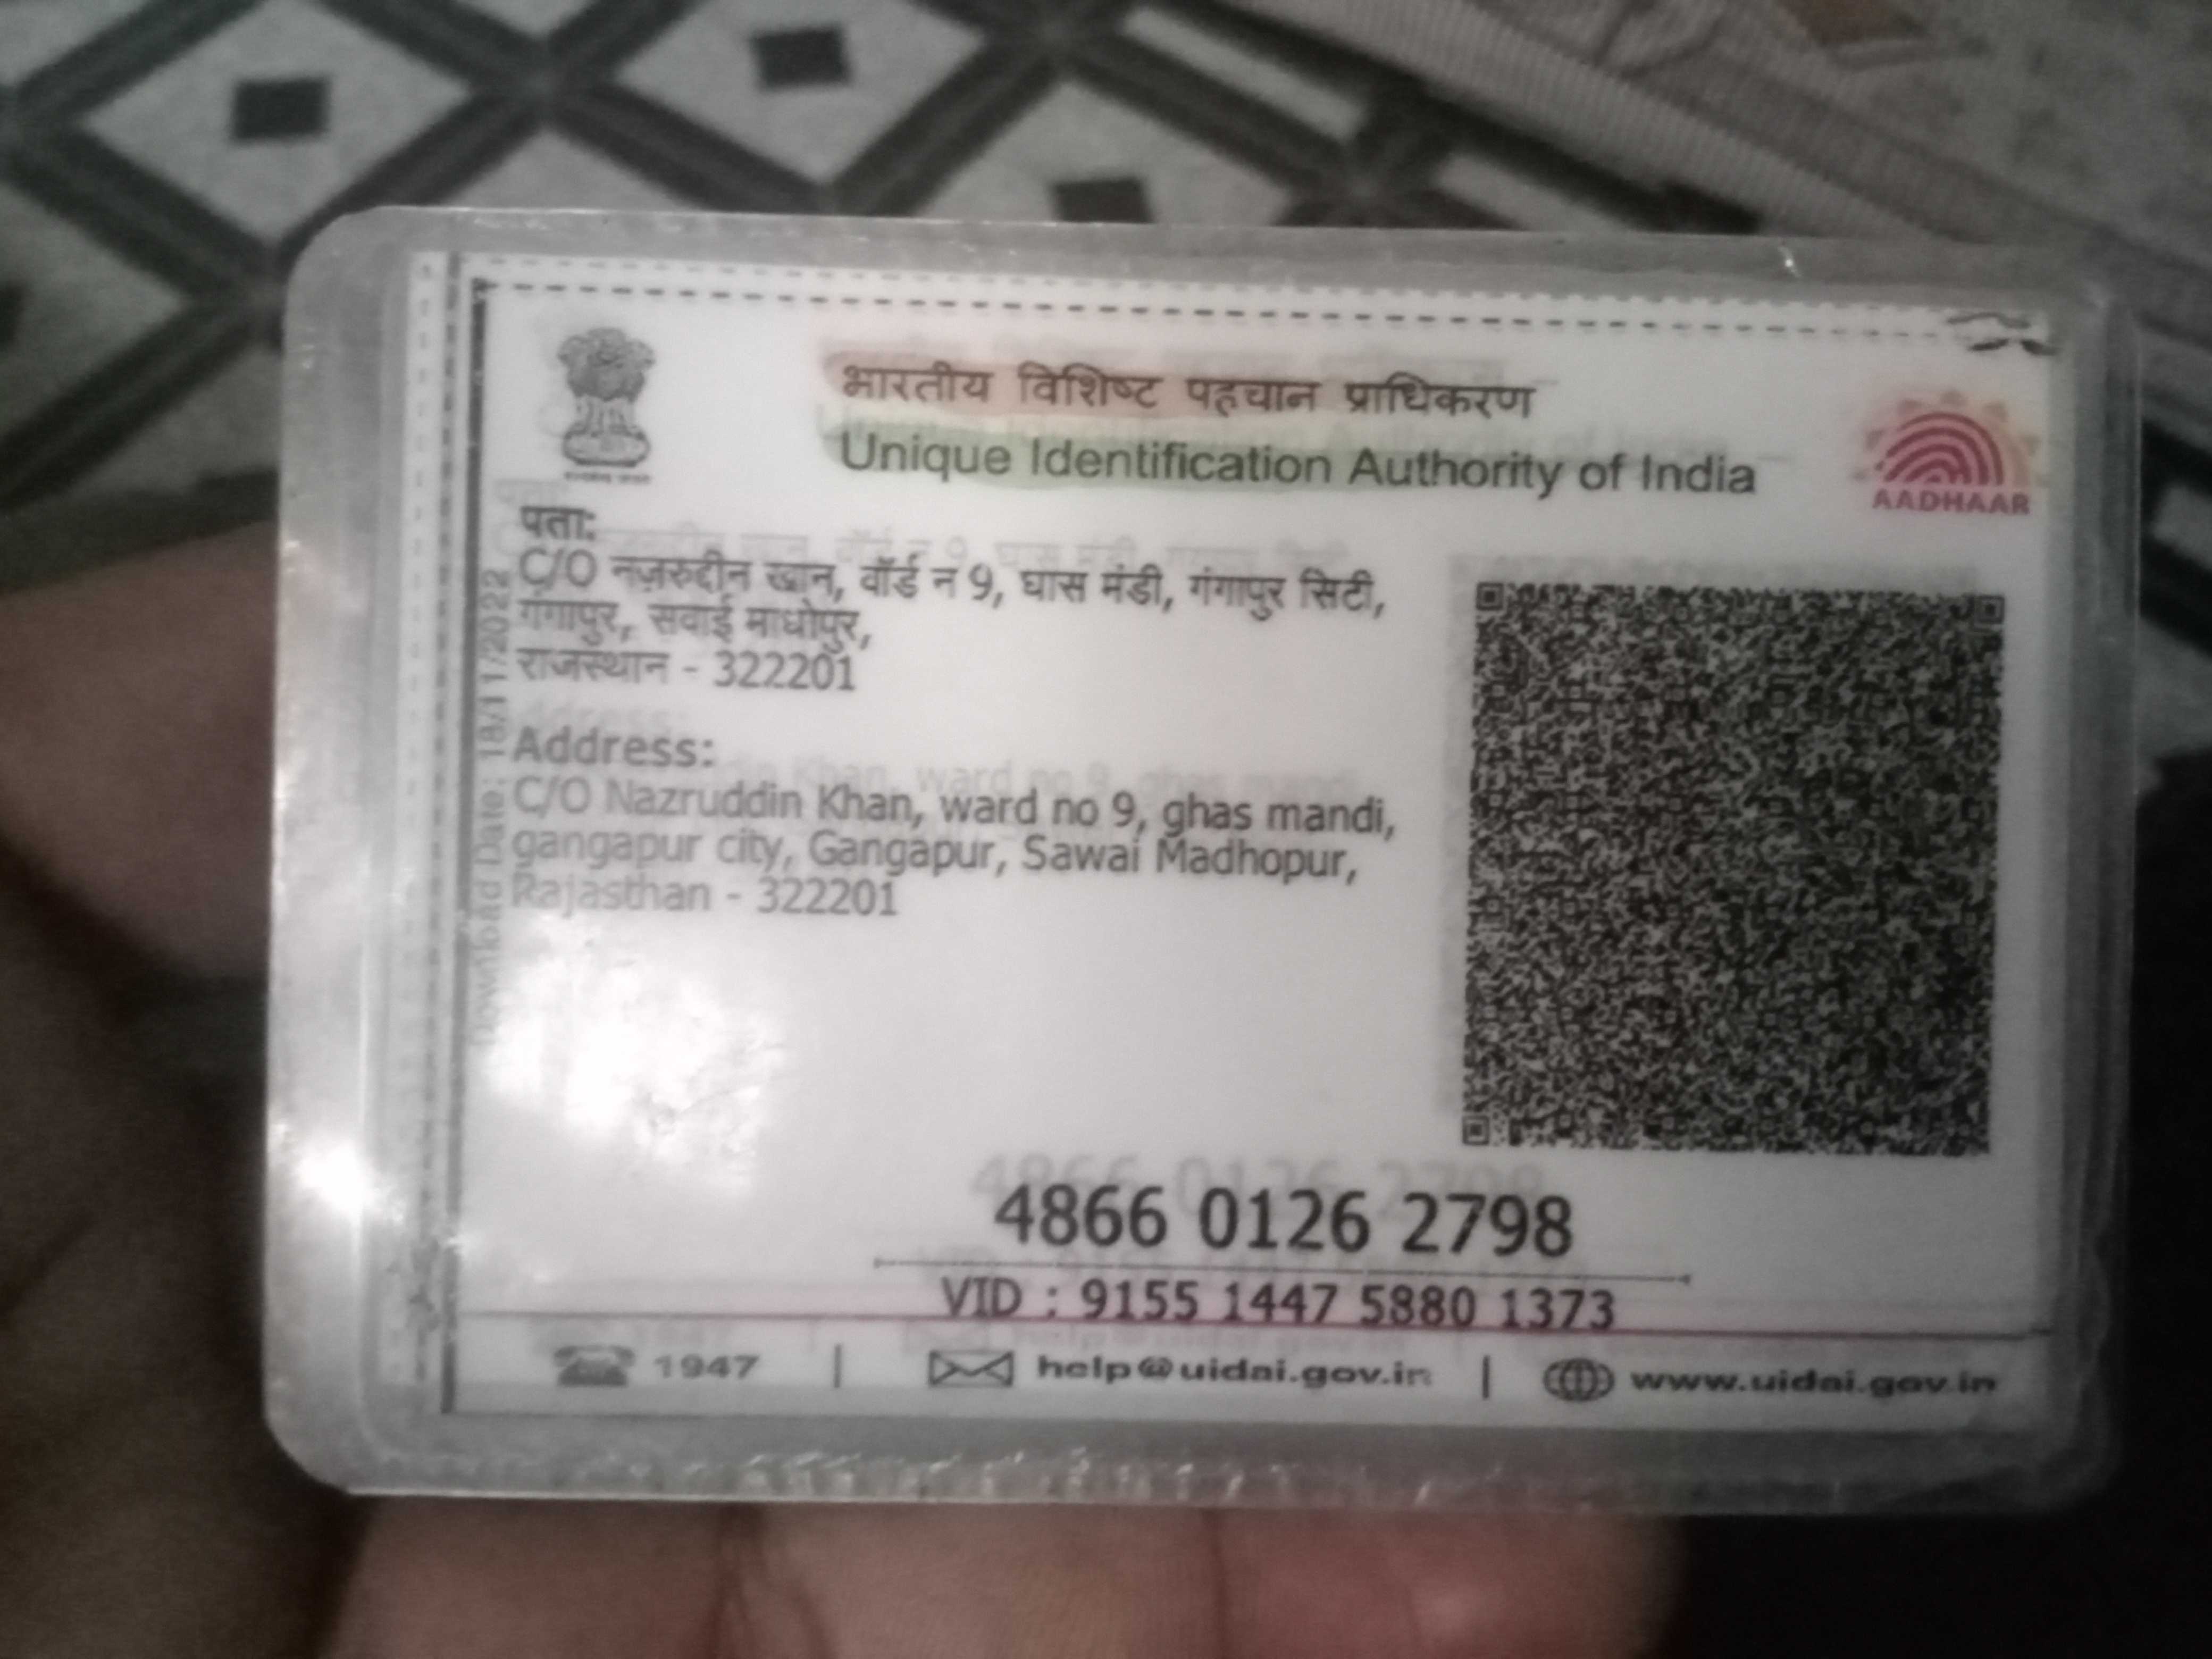 भारतीय विशिष्ट पहचान प्राधिकरण
Unique Identification Authority of India
AADHAAR
पता:
C/O नज़रुद्दीन खान, वॉर्ड न 9, घास मंडी, गंगापुर सिटी,
गंगापुर, सवाई माधोपुर,
राजस्थान - 322201
Address:
C/O Nazruddin Khan, ward no 9, ghas mandi,
gangapur city, Gangapur, Sawai Madhopur,
Rajasthan - 322201
Download Date: 18/11/2022
4866 0126 2798
VID : 9155 1447 5880 1373
1947 | help@uidai.gov.in | www.uidai.gov.in